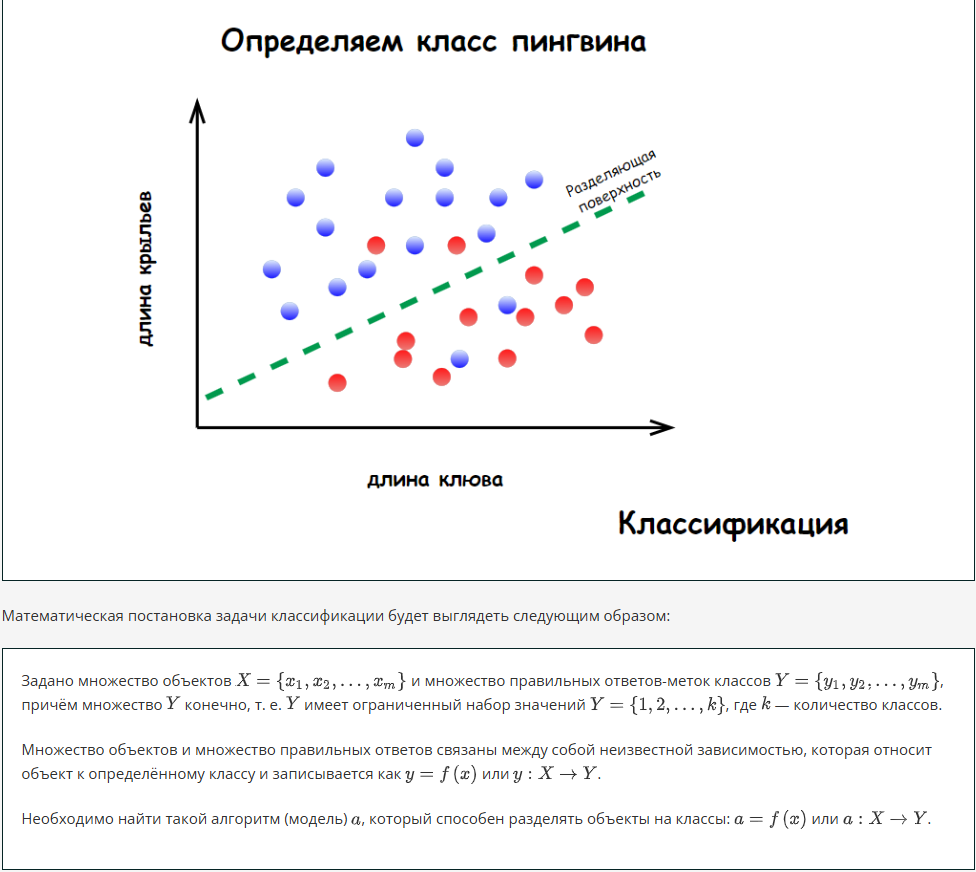 Определяем класс пингвина
Разделяющая
поверхность
длина крыльев
длина клюва
Классификация
Математическая постановка задачи классификации будет выглядеть следующим образом:
Задано множество объектов X = {x₁, x₂, . . . , xₘ} и множество правильных ответов-меток классов Y = {y₁, y₂, . . . , yₘ},
причём множество Y конечно, т. е. Y имеет ограниченный набор значений Y = {1, 2, . . . , k}, где k — количество классов.
Множество объектов и множество правильных ответов связаны между собой неизвестной зависимостью, которая относит
объект к определённому классу и записывается как y = f (x) или y : X → Y.
Необходимо найти такой алгоритм (модель) a, который способен разделять объекты на классы: a = f (x) или a : X → Y.